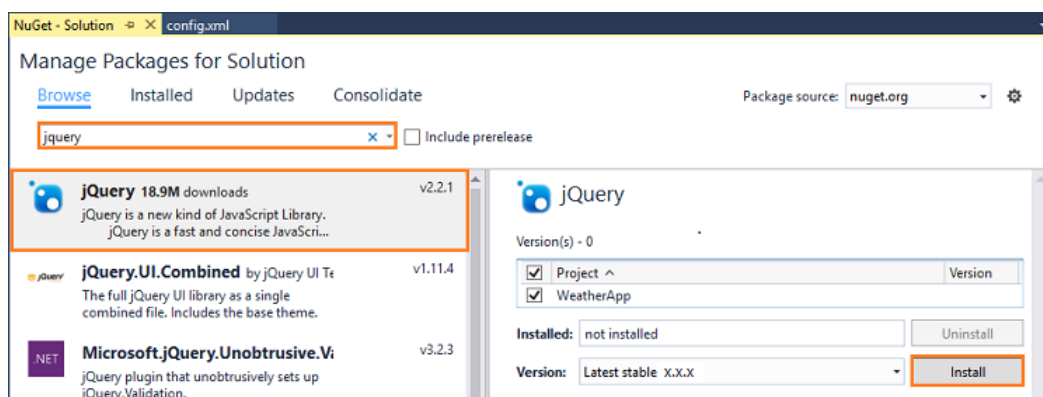 NuGet - Solution config.xml
Manage Packages for Solution
Browse Installed Updates Consolidate
Package source: nuget.org
jquery Include prerelease
jQuery 18.9M downloads v2.2.1
jQuery is a new kind of JavaScript Library.
jQuery is a fast and concise JavaScri...
jQuery.UI.Combined by jQuery UI Te v1.11.4
The full jQuery UI library as a single
combined file. Includes the base theme.
Microsoft.jQuery.Unobtrusive.Va v3.2.3
jQuery plugin that unobtrusively sets up
jQuery.Validation.
jQuery
.NET
jQuery
Version(s) - 0
Project Version
WeatherApp
Installed: not installed Uninstall
Version: Latest stable x.x.x Install